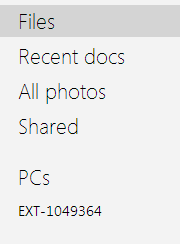 Files
Recent docs
All photos
Shared
PCs
EXT-1049364